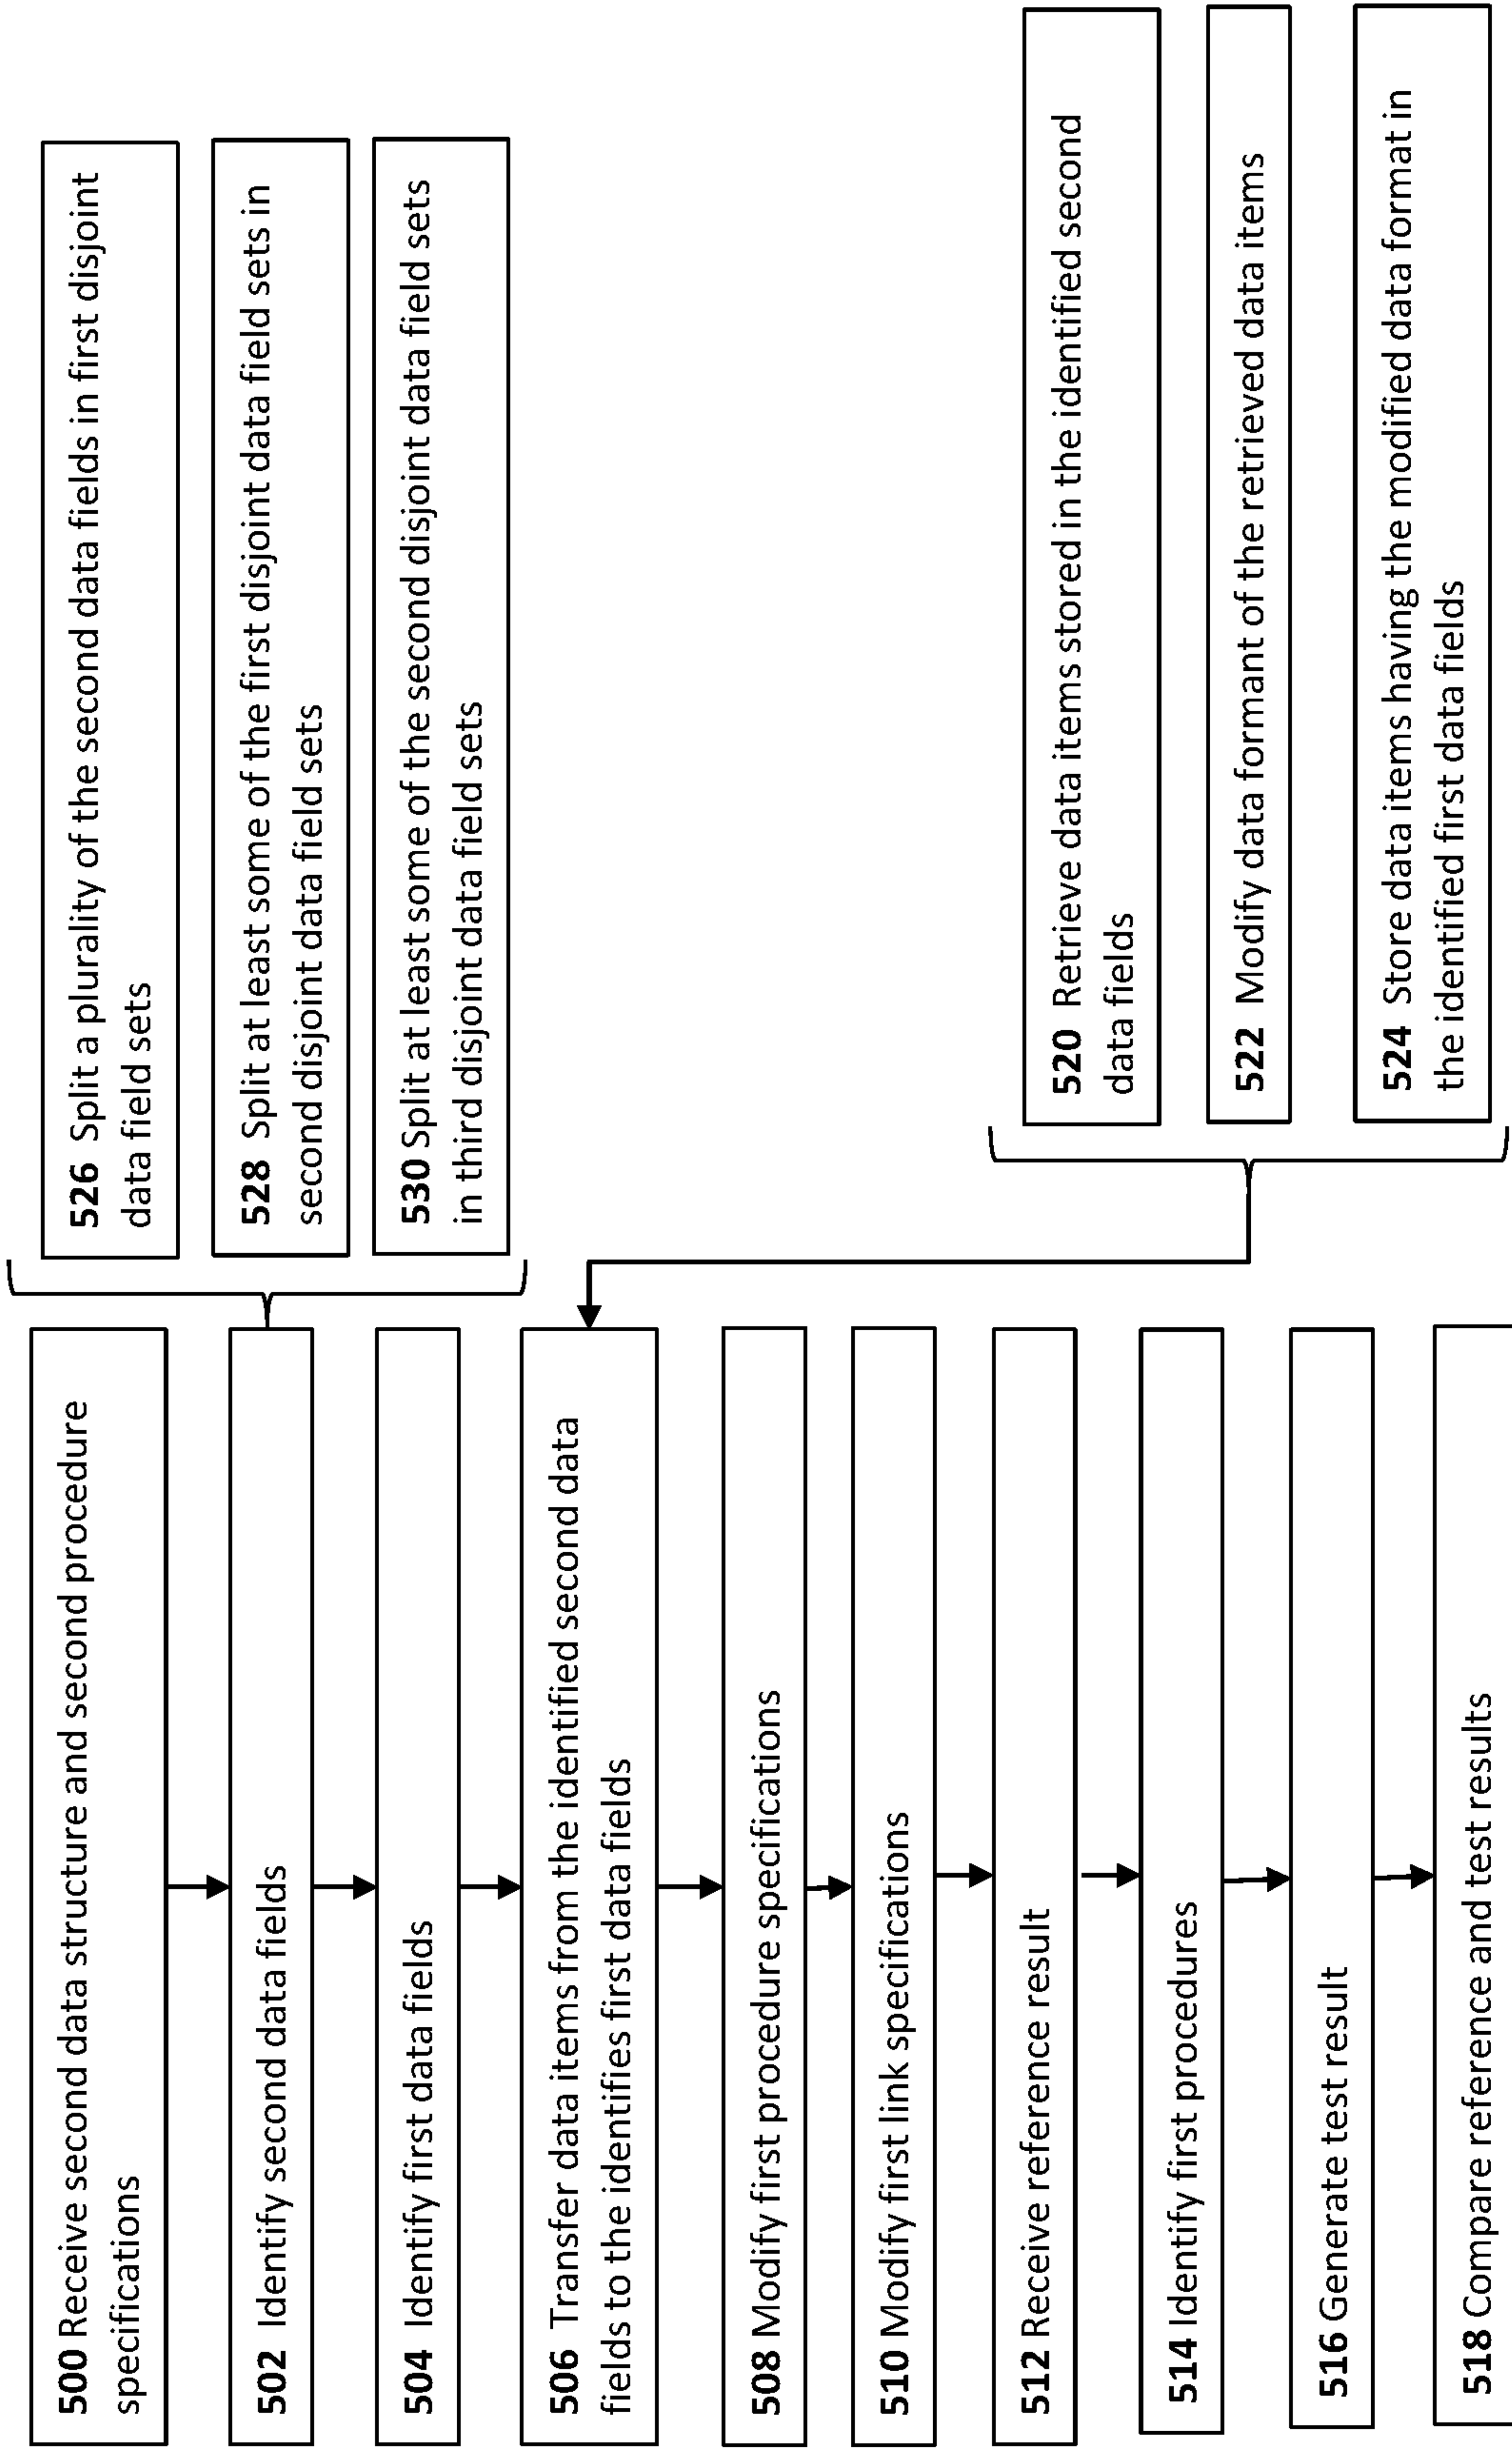 500 Receive second data structure and second procedure
specifications
502 Identify second data fields
504 Identify first data fields
506 Transfer data items from the identified second data
fields to the identifies first data fields
508 Modify first procedure specifications
510 Modify first link specifications
512 Receive reference result
514 Identify first procedures
516 Generate test result
518 Compare reference and test results
526 Split a plurality of the second data fields in first disjoint
data field sets
528 Split at least some of the first disjoint data field sets in
second disjoint data field sets
530 Split at least some of the second disjoint data field sets
in third disjoint data field sets
520 Retrieve data items stored in the identified second
data fields
522 Modify data formant of the retrieved data items
524 Store data items having the modified data format in
the identified first data fields